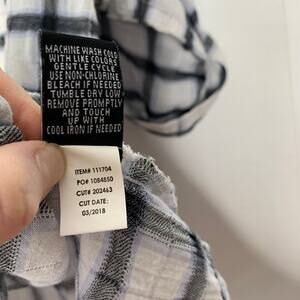 MACHINE WASH COLD
WITH LIKE COLORS
GENTLE CYCLE
USE NON-CHLORINE
BLEACH IF NEEDED
TUMBLE DRY LOW
REMOVE PROMPTLY
AND TOUCH
UP WITH
COOL IRON IF NEEDED
ITEM# 111704
PO# 1084850
CUT# 202463
CUT DATE:
03/2018